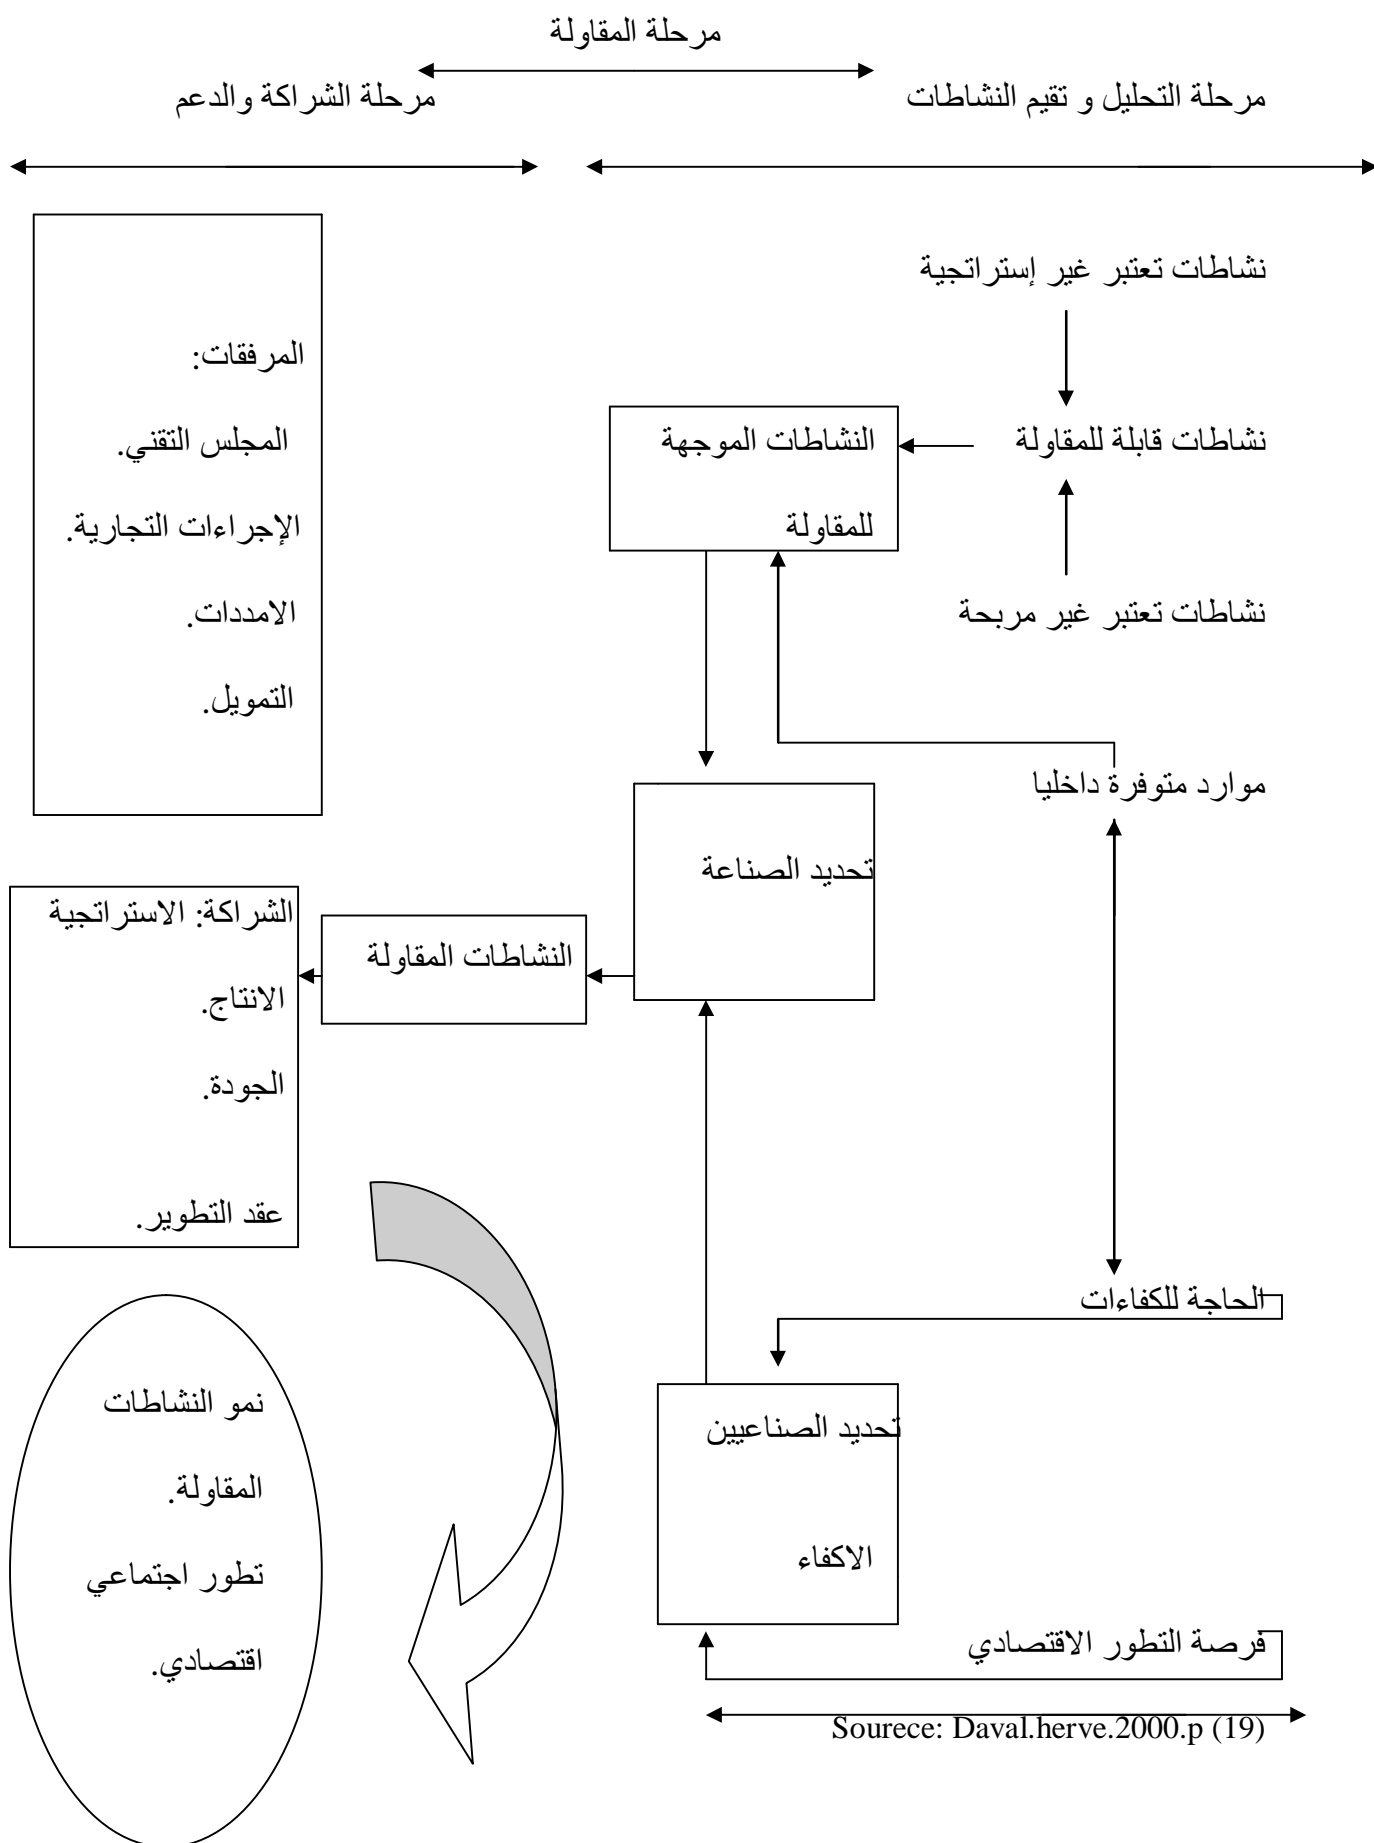 مرحلة المقاولة
مرحلة التحليل و تقيم النشاطات
مرحلة الشراكة والدعم
نشاطات تعتبر غير إستراتجية
نشاطات قابلة للمقاولة
نشاطات تعتبر غير مربحة
موارد متوفرة داخليا
الحاجة للكفاءات
فرصة التطور الاقتصادي
النشاطات الموجهة
للمقاولة
تحديد الصناعة
تحديد الصناعيين
الاكفاء
النشاطات المقاولة
المرفقات:
المجلس التقني.
الإجراءات التجارية.
الامددات.
التمويل.
الشراكة: الاستراتجية
الانتاج.
الجودة.
عقد التطوير.
نمو النشاطات
المقاولة.
تطور اجتماعي
اقتصادي.
Sourece: Daval.herve.2000.p (19)